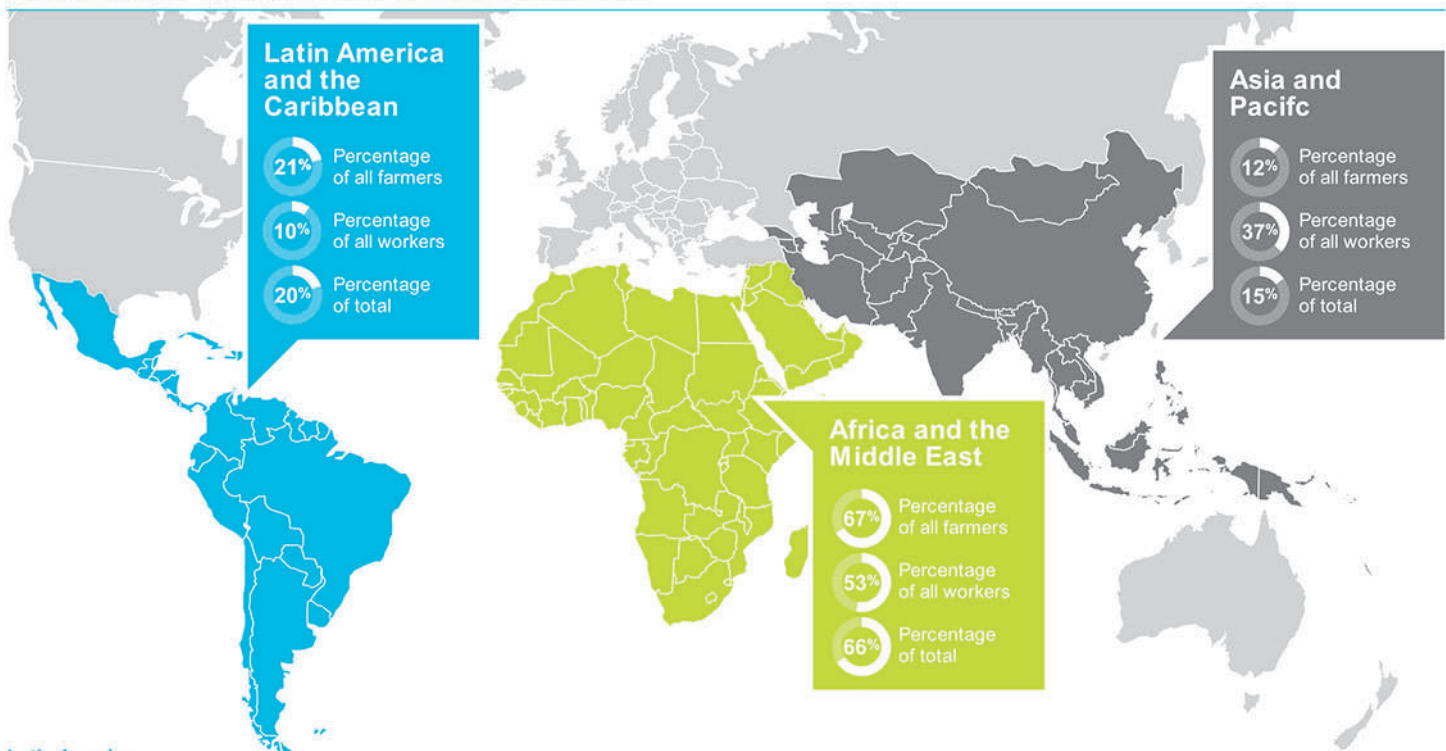 Latin America
and the
Caribbean
21%
Percentage
of all farmers
10%
Percentage
of all workers
20%
Percentage
of total
Asia and
Pacifc
12%
Percentage
of all farmers
37%
Percentage
of all workers
15%
Percentage
of total
Africa and the
Middle East
67%
Percentage
of all farmers
53%
Percentage
of all workers
66%
Percentage
of total